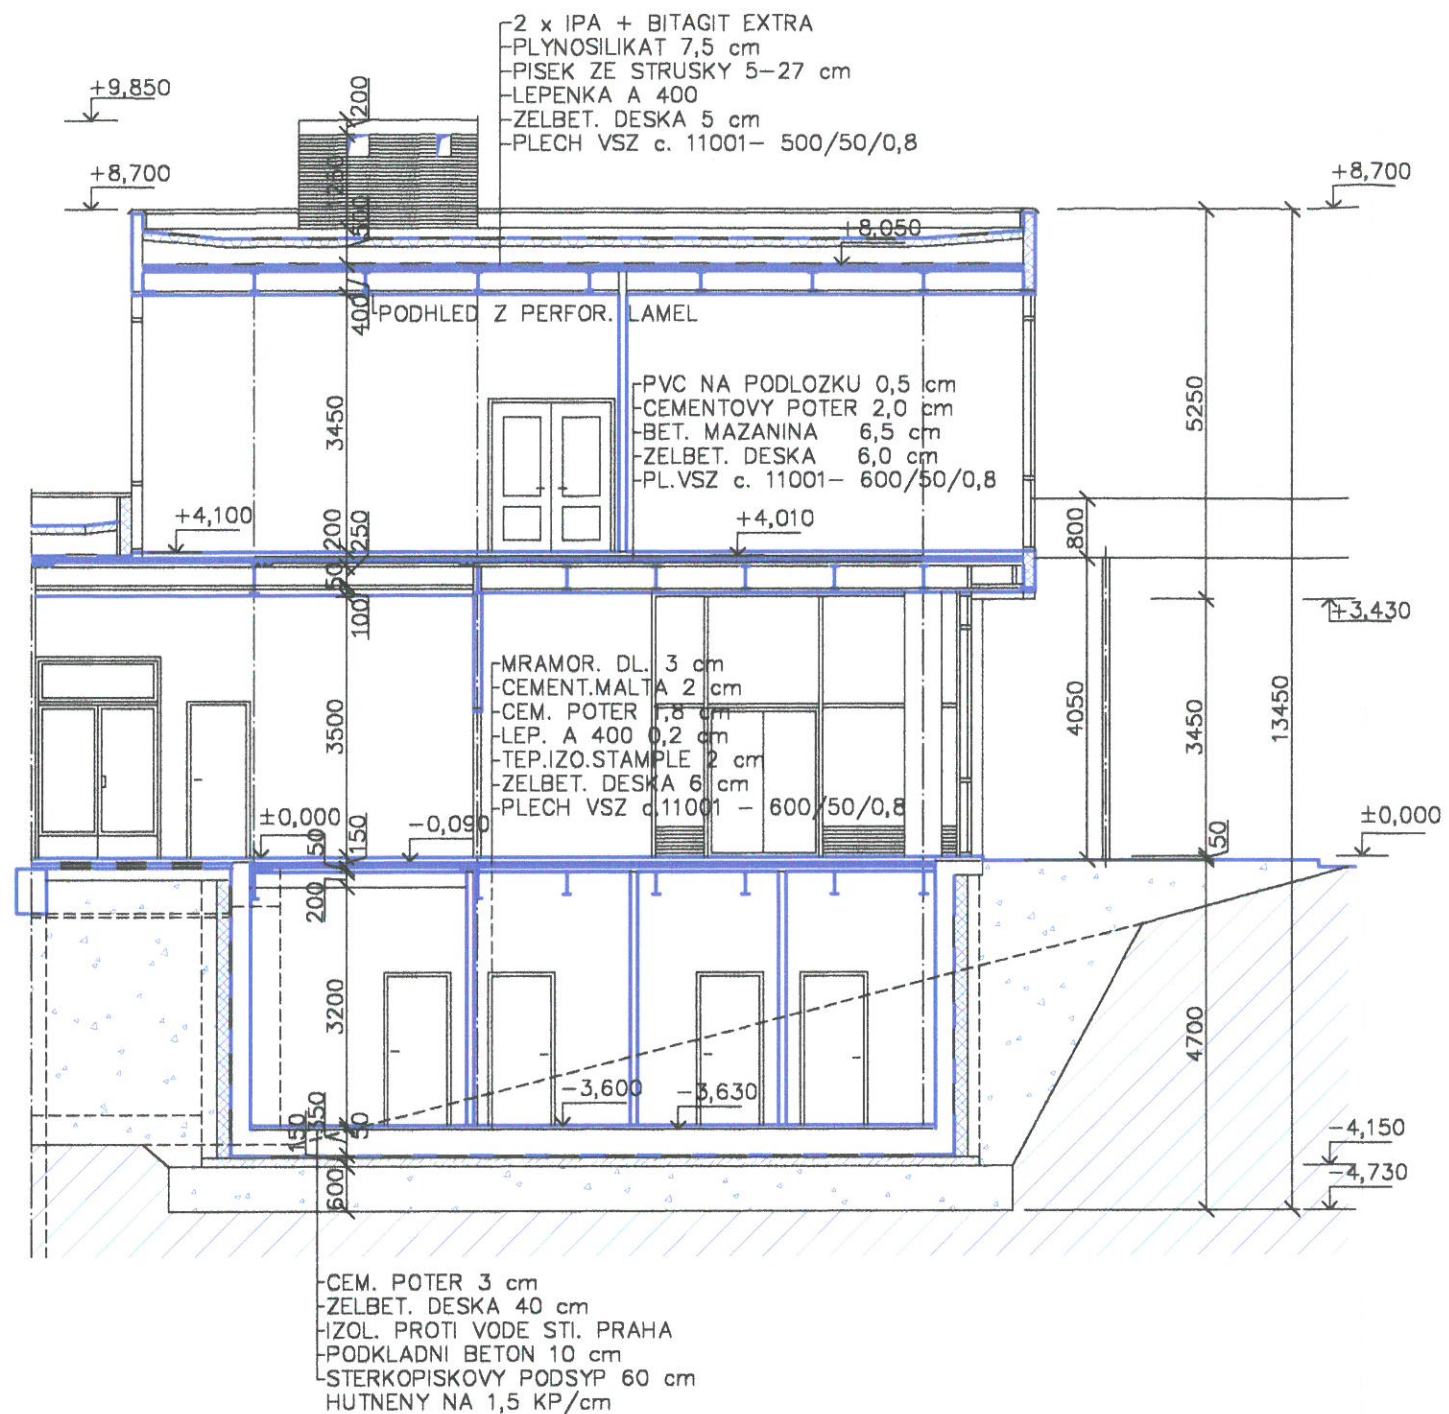 2 x IPA + BITAGIT EXTRA
PLYNOSILIKAT 7,5 cm
PISEK ZE STRUSKY 5-27 cm
LEPENKA A 400
ZELBET. DESKA 5 cm
PLECH VSZ c. 11001- 500/50/0,8
+9,850
200
+8,700
+8,700
500
+8,050
400
PODHLED Z PERFOR. LAMEL
3450
PVC NA PODLOZKU 0,5 cm
CEMENTOVY POTER 2,0 cm
BET. MAZANINA 6,5 cm
ZELBET. DESKA 6,0 cm
PL.VSZ c. 11001- 600/50/0,8
5250
+4,100
200
250
+4,010
800
50
100
+3,430
MRAMOR. DL. 3 cm
CEMENT.MALTA 2 cm
CEM. POTER 1,8 cm
LEP. A 400 0,2 cm
TEP.IZO.STAMPLE 2 cm
ZELBET. DESKA 6 cm
PLECH VSZ c.11001 - 600/50/0,8
3500
4050
3450
13450
±0,000
50
150
-0,090
±0,000
200
3200
4700
-3,600
-3,630
150
50
-4,150
600
-4,730
CEM. POTER 3 cm
ZELBET. DESKA 40 cm
IZOL. PROTI VODE STI. PRAHA
PODKLADNI BETON 10 cm
STERKOPISKOVY PODSYP 60 cm
HUTNENY NA 1,5 KP/cm